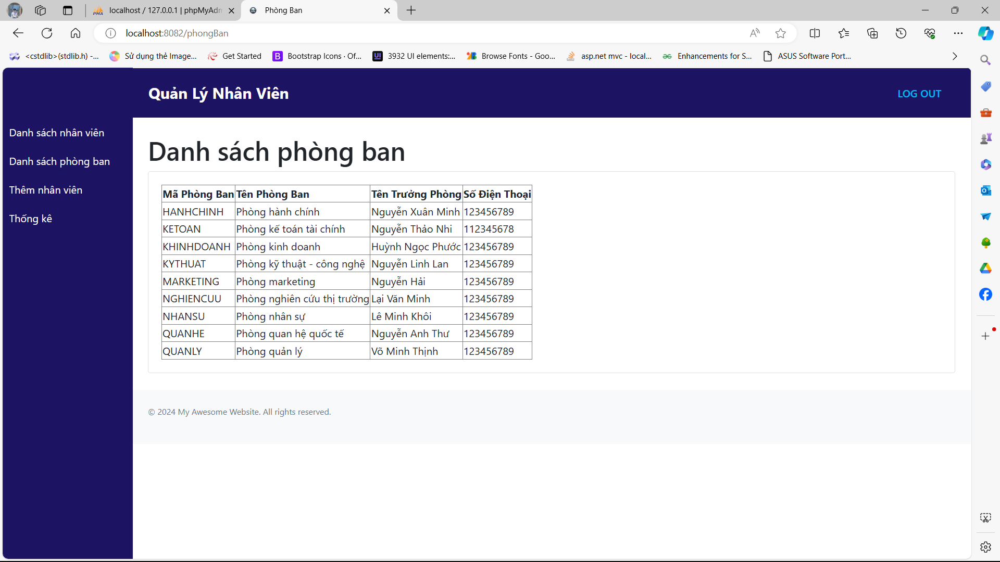 localhost / 127.0.0.1 | phpMyAdm
Phòng Ban
localhost:8082/phongBan
<cstdlib>(stdlib.h) -...
Sử dụng thẻ Image...
Get Started
Bootstrap Icons · Of...
3932 UI elements:...
Browse Fonts - Goo...
asp.net mvc - local...
Enhancements for S...
ASUS Software Port...
Quản Lý Nhân Viên
LOG OUT
Danh sách nhân viên
Danh sách phòng ban
Thêm nhân viên
Thống kê
Danh sách phòng ban
Mã Phòng Ban Tên Phòng Ban Tên Trưởng Phòng Số Điện Thoại
HANHCHINH Phòng hành chính Nguyễn Xuân Minh 123456789
KETOAN Phòng kế toán tài chính Nguyễn Thảo Nhi 112345678
KHINHDOANH Phòng kinh doanh Huỳnh Ngọc Phước 123456789
KYTHUAT Phòng kỹ thuật - công nghệ Nguyễn Linh Lan 123456789
MARKETING Phòng marketing Nguyễn Hải 123456789
NGHIENCUU Phòng nghiên cứu thị trường Lại Văn Minh 123456789
NHANSU Phòng nhân sự Lê Minh Khôi 123456789
QUANHE Phòng quan hệ quốc tế Nguyễn Anh Thư 123456789
QUANLY Phòng quản lý Võ Minh Thịnh 123456789
© 2024 My Awesome Website. All rights reserved.